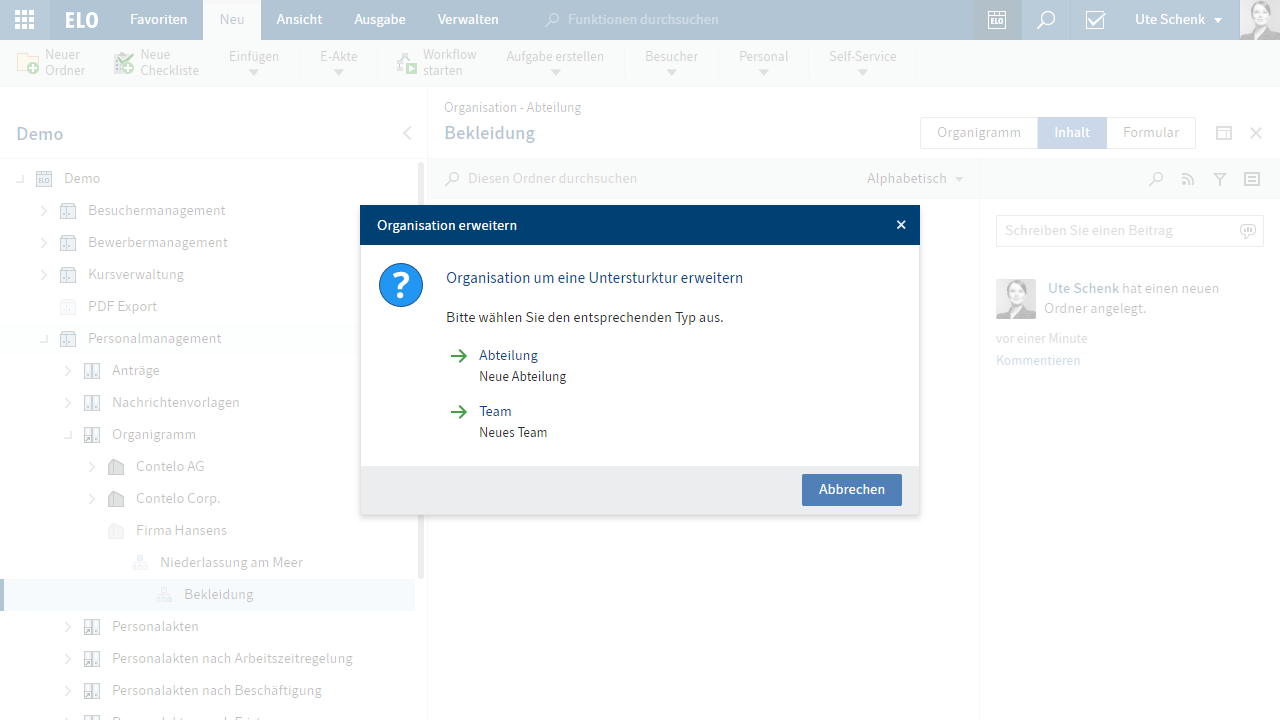 ELO Favoriten Neu Ansicht Ausgabe Verwalten Funktionen durchsuchen ELO Ute Schenk
Neuer Ordner
Neue Checkliste
Einfügen
E-Akte
Workflow starten
Aufgabe erstellen
Besucher
Personal
Self-Service
Demo
Organisation - Abteilung
Bekleidung
Organigramm Inhalt Formular
Diesen Ordner durchsuchen Alphabetisch
ELO Demo
Besuchermanagement
Bewerbermanagement
Kursverwaltung
PDF Export
Personalmanagement
Anträge
Nachrichtenvorlagen
Organigramm
Contelo AG
Contelo Corp.
Firma Hansens
Niederlassung am Meer
Bekleidung
Personalakten
Personalakten nach Arbeitszeitregelung
Personalakten nach Beschäftigung
Organisation erweitern
?
Organisation um eine Untersturktur erweitern
Bitte wählen Sie den entsprechenden Typ aus.
Abteilung
Neue Abteilung
Team
Neues Team
Abbrechen
Schreiben Sie einen Beitrag
Ute Schenk hat einen neuen
Ordner angelegt.
vor einer Minute
Kommentieren